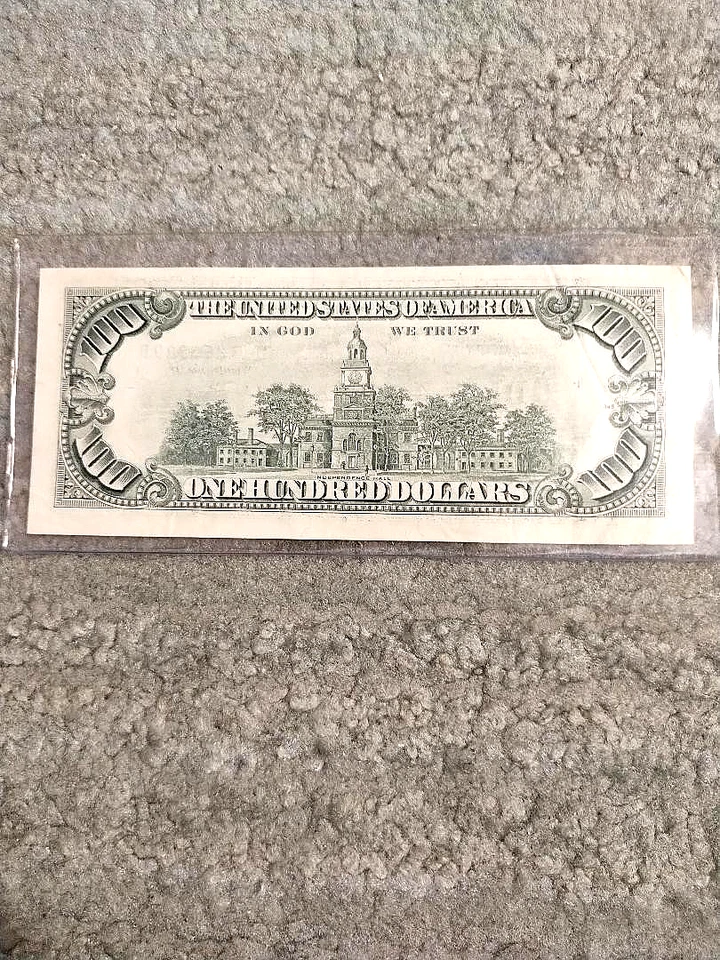 THE UNITED STATES OF AMERICA
IN GOD WE TRUST
100 100
100 100
INDEPENDENCE HALL
ONE HUNDRED DOLLARS